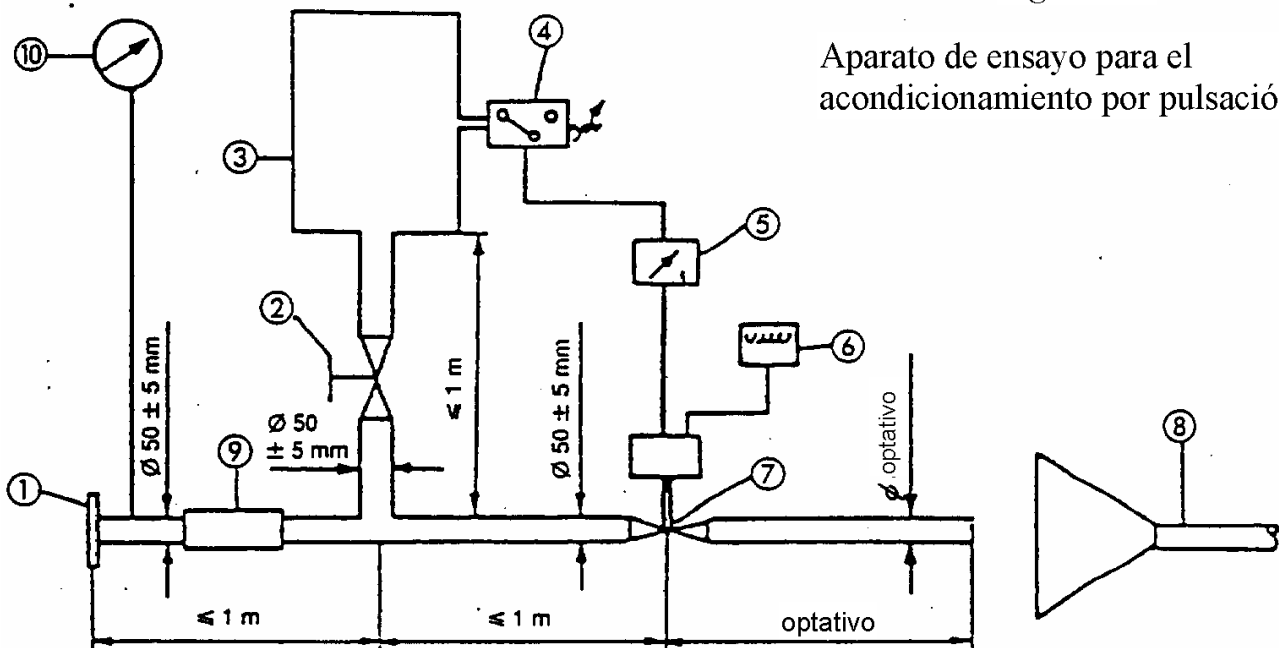 Aparato de ensayo para el
acondicionamiento por pulsació
10
4
3
5
2
6
Ø 50 ± 5 mm
Ø 50
± 5 mm
≤ 1 m
Ø 50 ± 5 mm
Ø optativo
9
7
8
1
≤ 1 m
≤ 1 m
optativo